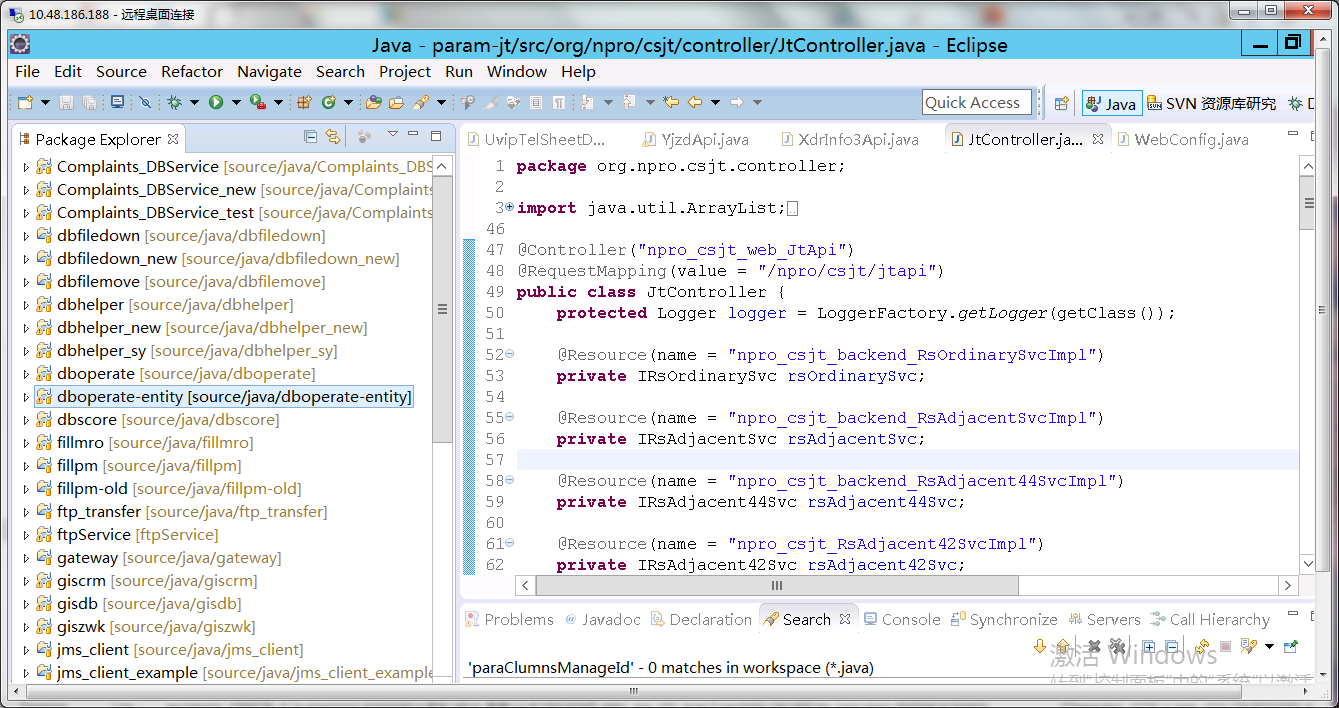 10.48.186.188 - 远程桌面连接
Java - param-jt/src/org/npro/csjt/controller/JtController.java - Eclipse
File Edit Source Refactor Navigate Search Project Run Window Help
Quick Access
Java
SVN 资源库研究
D
Package Explorer
Complaints_DBService [source/java/Complaints_DBS
Complaints_DBService_new [source/java/Complaints
Complaints_DBService_test [source/java/Complaints
dbfiledown [source/java/dbfiledown]
dbfiledown_new [source/java/dbfiledown_new]
dbfilemove [source/java/dbfilemove]
dbhelper [source/java/dbhelper]
dbhelper_new [source/java/dbhelper_new]
dbhelper_sy [source/java/dbhelper_sy]
dboperate [source/java/dboperate]
dboperate-entity [source/java/dboperate-entity]
dbscore [source/java/dbscore]
fillmro [source/java/fillmro]
fillpm [source/java/fillpm]
fillpm-old [source/java/fillpm-old]
ftp_transfer [source/java/ftp_transfer]
ftpService [ftpService]
gateway [source/java/gateway]
giscrm [source/java/giscrm]
gisdb [source/java/gisdb]
giszwk [source/java/giszwk]
jms_client [source/java/jms_client]
jms_client_example [source/java/jms_client_example
UvipTelSheetD... YjzdApi.java XdrInfo3Api.java JtController.ja... WebConfig.java
1 package org.npro.csjt.controller;
2
3 import java.util.ArrayList;
46
47 @Controller("npro_csjt_web_JtApi")
48 @RequestMapping(value = "/npro/csjt/jtapi")
49 public class JtController {
50 protected Logger logger = LoggerFactory.getLogger(getClass());
51
52 @Resource(name = "npro_csjt_backend_RsOrdinarySvcImpl")
53 private IRsOrdinarySvc rsOrdinarySvc;
54
55 @Resource(name = "npro_csjt_backend_RsAdjacentSvcImpl")
56 private IRsAdjacentSvc rsAdjacentSvc;
57
58 @Resource(name = "npro_csjt_backend_RsAdjacent44SvcImpl")
59 private IRsAdjacent44Svc rsAdjacent44Svc;
60
61 @Resource(name = "npro_csjt_RsAdjacent42SvcImpl")
62 private IRsAdjacent42Svc rsAdjacent42Svc;
Problems Javadoc Declaration Search Console Synchronize Servers Call Hierarchy
'paraClumnsManageId' - 0 matches in workspace (*.java)
激活 Windows
转到"控制面板"中的"系统"以激活